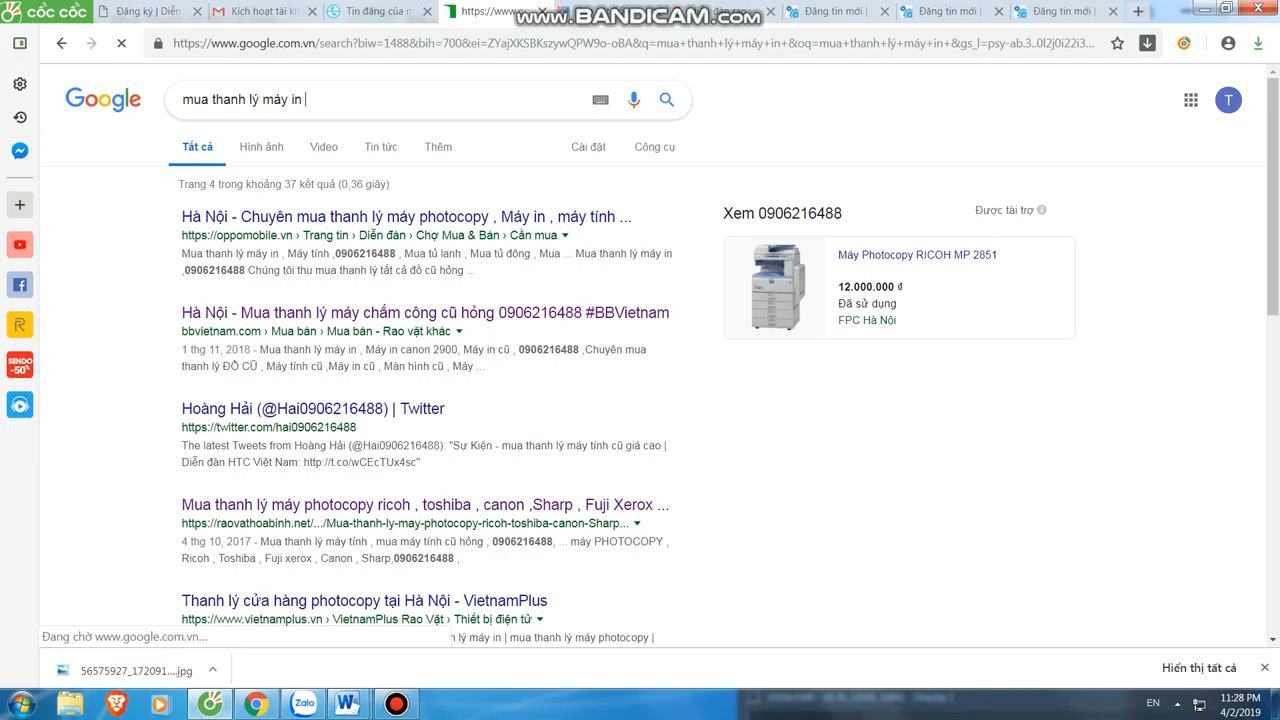 cốc cốc
Đăng ký | Diễn
Kích hoạt tài kh
Tin đăng của m
https://www.go
Đăng tin mới |
Đăng tin mới |
Đăng tin mới |
www.BANDICAM.com
https://www.google.com.vn/search?biw=1488&bih=700&ei=ZYajXKSBKszywQPW9o-oBA&q=mua+thanh+lý+máy+in+&oq=mua+thanh+lý+máy+in+&gs_l=psy-ab.3..0l2j0i22i3...
Google
mua thanh lý máy in
T
Tất cả
Hình ảnh
Video
Tin tức
Thêm
Cài đặt
Công cụ
Trang 4 trong khoảng 37 kết quả (0,36 giây)
Hà Nội - Chuyên mua thanh lý máy photocopy , Máy in , máy tính ...
https://oppomobile.vn › Trang tin › Diễn đàn › Chợ Mua & Bán › Cần mua
Mua thanh lý máy in , Máy tính ,0906216488 , Mua tủ lanh , Mua tủ đông , Mua ... Mua thanh lý máy in
,0906216488 Chúng tôi thu mua thanh lý tất cả đồ cũ hỏng ...
Hà Nội - Mua thanh lý máy chấm công cũ hỏng 0906216488 #BBVietnam
bbvietnam.com › Mua bán › Mua bán - Rao vặt khác
1 thg 11, 2018 - Mua thanh lý máy in , Máy in canon 2900, Máy in cũ , 0906216488 ,Chuyên mua
thanh lý ĐỒ CŨ , Máy tính cũ ,Máy in cũ , Màn hình cũ , Máy ...
Hoàng Hải (@Hai0906216488) | Twitter
https://twitter.com/hai0906216488
The latest Tweets from Hoàng Hải (@Hai0906216488): "Sự Kiện - mua thanh lý máy tính cũ giá cao |
Diễn đàn HTC Việt Nam: http://t.co/wCEcTUx4sc"
Mua thanh lý máy photocopy ricoh , toshiba , canon ,Sharp , Fuji Xerox ...
https://raovathoabinh.net/.../Mua-thanh-ly-may-photocopy-ricoh-toshiba-canon-Sharp...
4 thg 10, 2017 - Mua thanh lý máy tính , mua máy tính cũ hỏng , 0906216488, ... máy PHOTOCOPY ,
Ricoh , Toshiba , Fuji xerox , Canon , Sharp,0906216488 ,
Thanh lý cửa hàng photocopy tại Hà Nội - VietnamPlus
https://www.vietnamplus.vn › VietnamPlus Rao Vặt › Thiết bị điện tử
h lý máy in | mua thanh lý máy photocopy |
Xem 0906216488
Được tài trợ
Máy Photocopy RICOH MP 2851
12.000.000 ₫
Đã sử dụng
FPC Hà Nội
SENDO
-50%
Đang chờ www.google.com.vn...
56575927_172091....jpg
Hiển thị tất cả
Zalo
EN
11:28 PM
4/2/2019